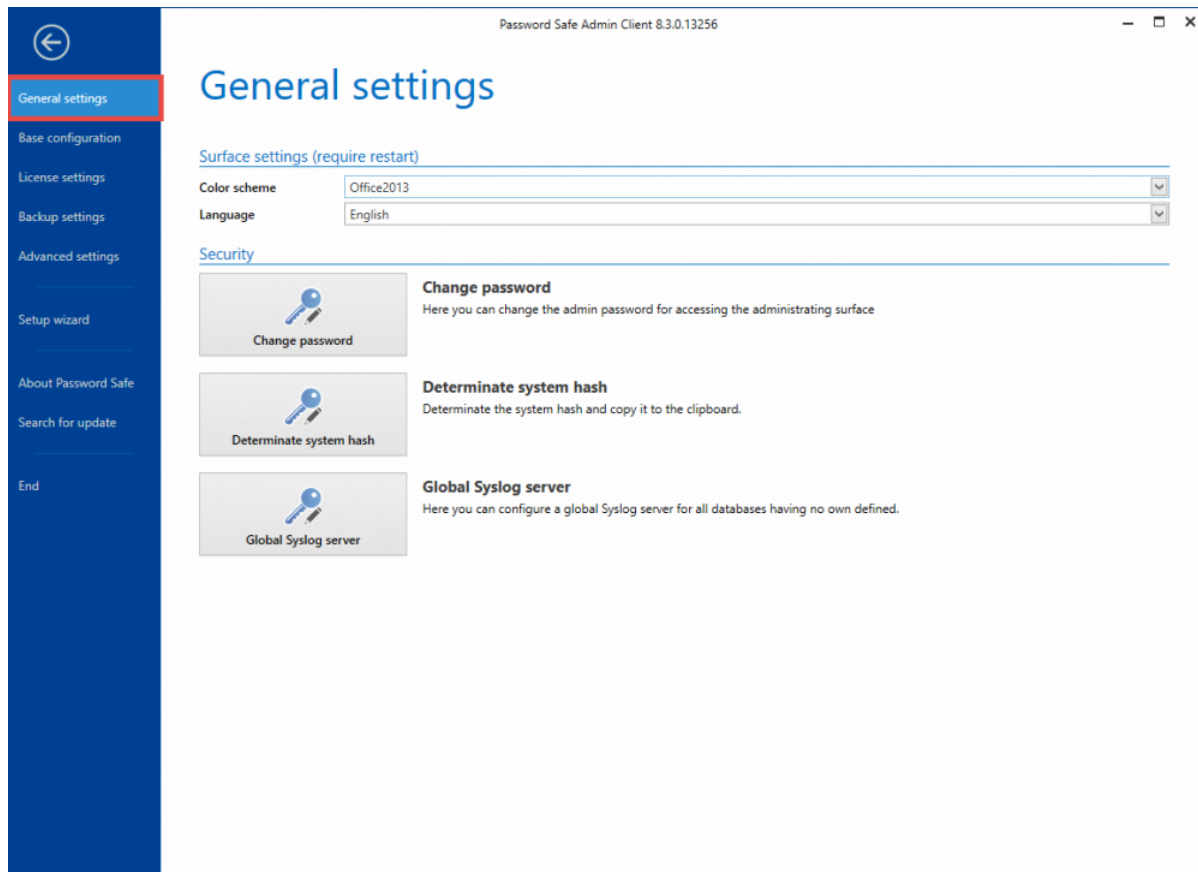 Password Safe Admin Client 8.3.0.13256
General settings
Base configuration
License settings
Backup settings
Advanced settings
Setup wizard
About Password Safe
Search for update
End
General settings
Surface settings (require restart)
Color scheme Office2013
Language English
Security
Change password
Change password
Here you can change the admin password for accessing the administrating surface
Determinate system hash
Determinate system hash
Determinate the system hash and copy it to the clipboard.
Global Syslog server
Global Syslog server
Here you can configure a global Syslog server for all databases having no own defined.